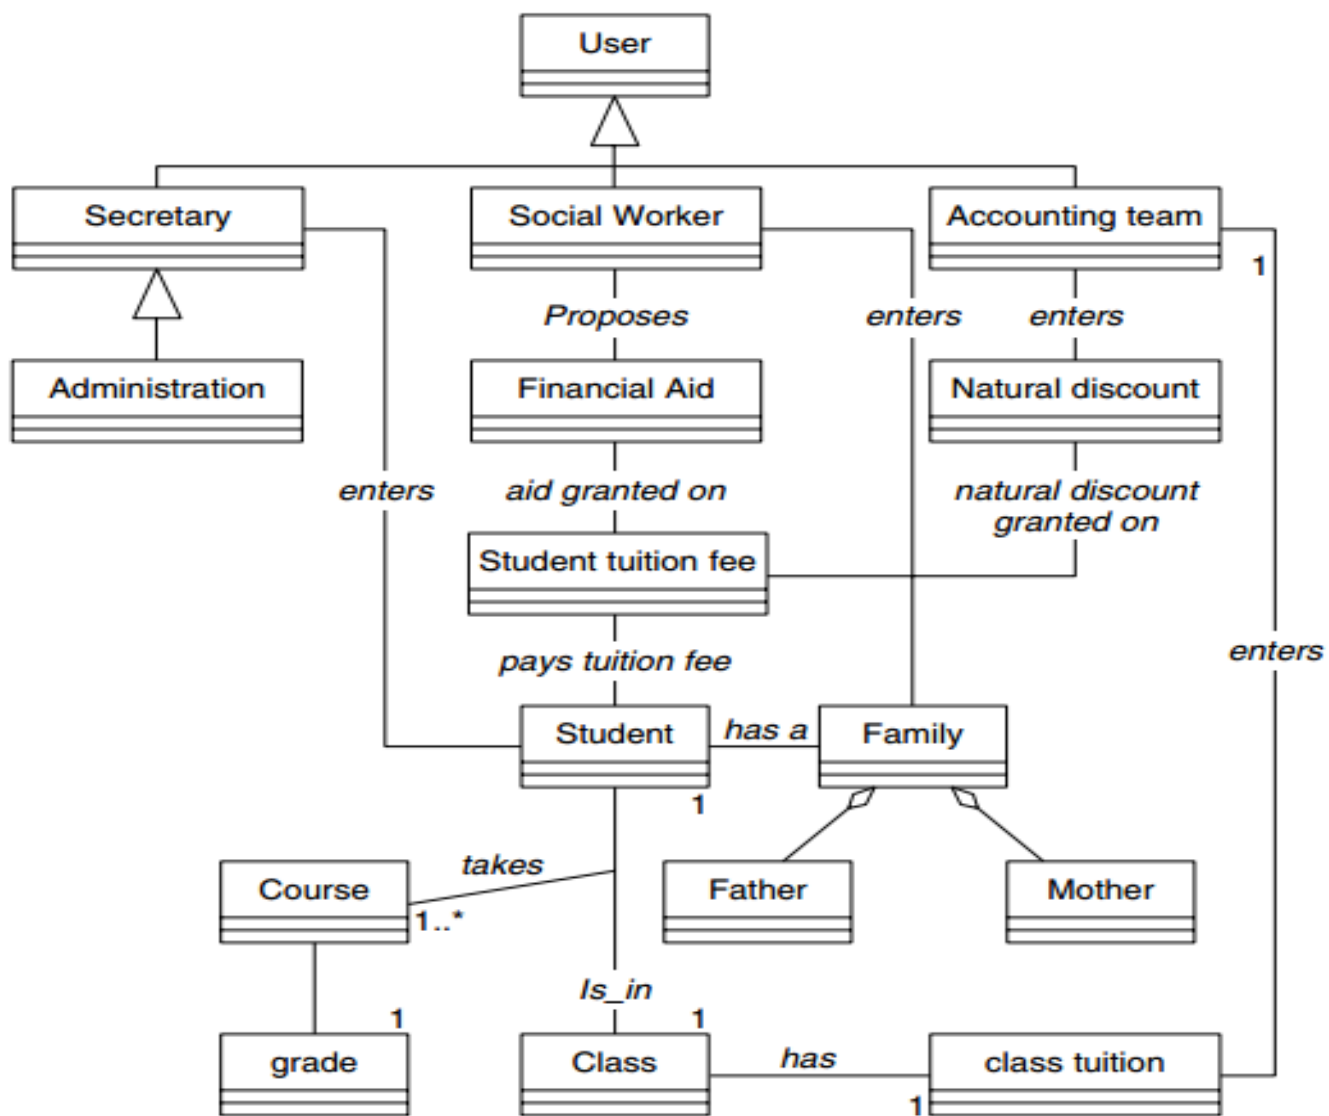 User
Secretary
Social Worker
Accounting team
1
Proposes
enters
enters
Administration
Financial Aid
Natural discount
enters
aid granted on
natural discount
granted on
Student tuition fee
pays tuition fee
enters
Student
has a
Family
1
takes
Course
1..*
Father
Mother
Is_in
1
1
grade
Class
has
class tuition
1